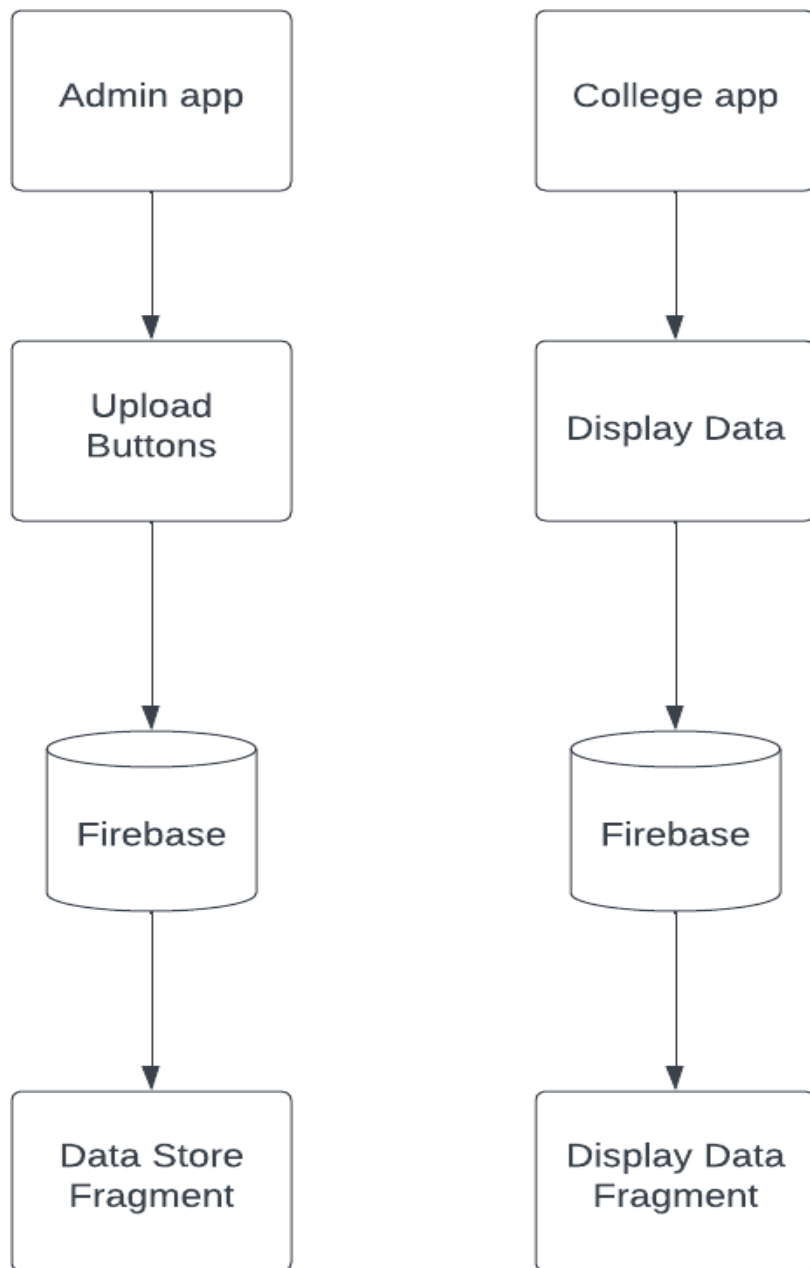 Admin app
College app
Upload
Buttons
Display Data
Firebase
Firebase
Data Store
Fragment
Display Data
Fragment